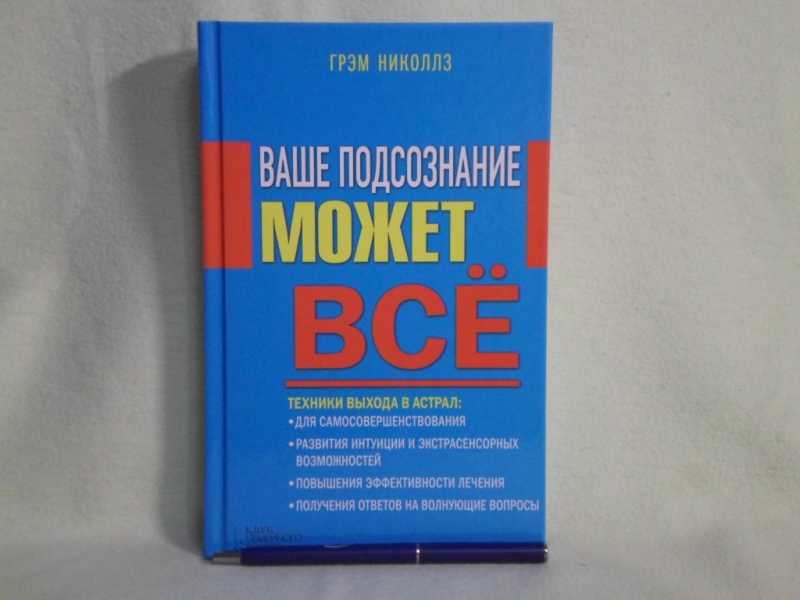 ГРЭМ НИКОЛЛЗ
ВАШЕ ПОДСОЗНАНИЕ
МОЖЕТ
ВСЁ
ТЕХНИКИ ВЫХОДА В АСТРАЛ:
• ДЛЯ САМОСОВЕРШЕНСТВОВАНИЯ
• РАЗВИТИЯ ИНТУИЦИИ И ЭКСТРАСЕНСОРНЫХ
ВОЗМОЖНОСТЕЙ
• ПОВЫШЕНИЯ ЭФФЕКТИВНОСТИ ЛЕЧЕНИЯ
• ПОЛУЧЕНИЯ ОТВЕТОВ НА ВОЛНУЮЩИЕ ВОПРОСЫ
КЛУБ